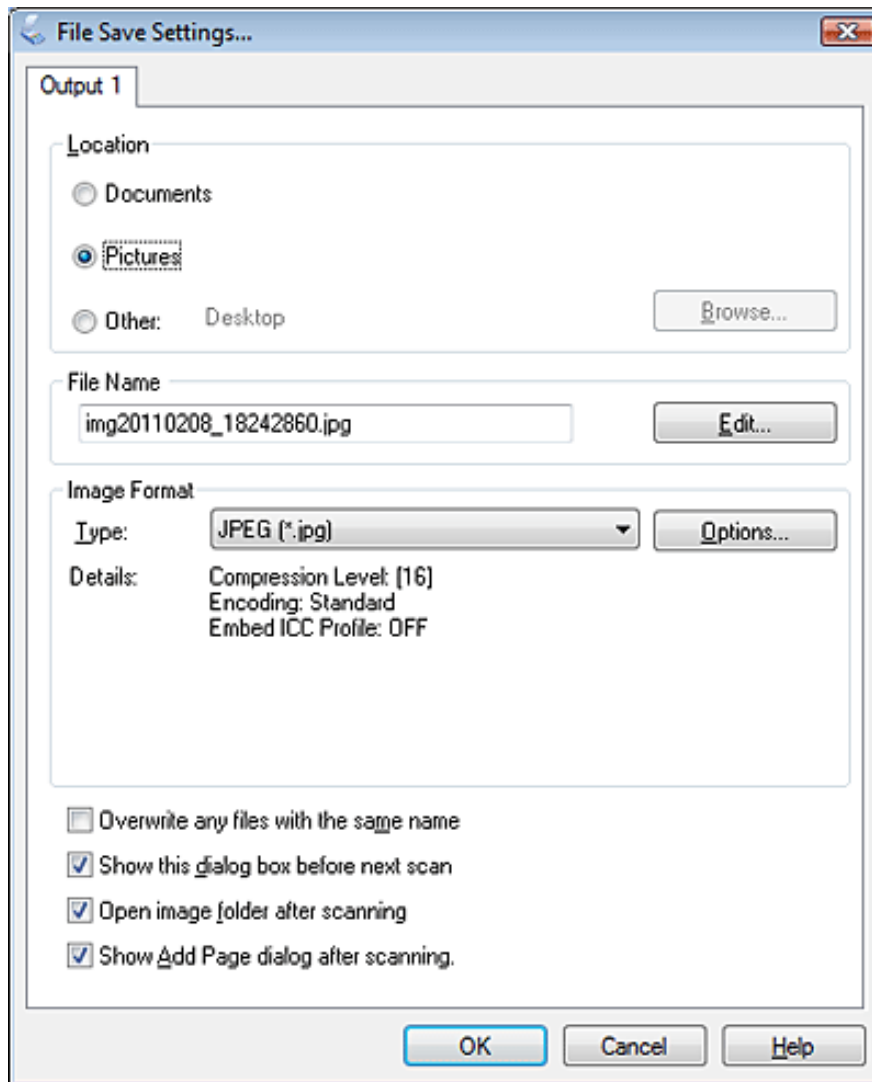 File Save Settings...
Output 1
Location
Documents
Pictures
Other: Desktop Browse...
File Name
img20110208_18242860.jpg Edit...
Image Format
Type: JPEG (*.jpg) Options...
Details: Compression Level: [16]
Encoding: Standard
Embed ICC Profile: OFF
Overwrite any files with the same name
Show this dialog box before next scan
Open image folder after scanning
Show Add Page dialog after scanning.
OK Cancel Help